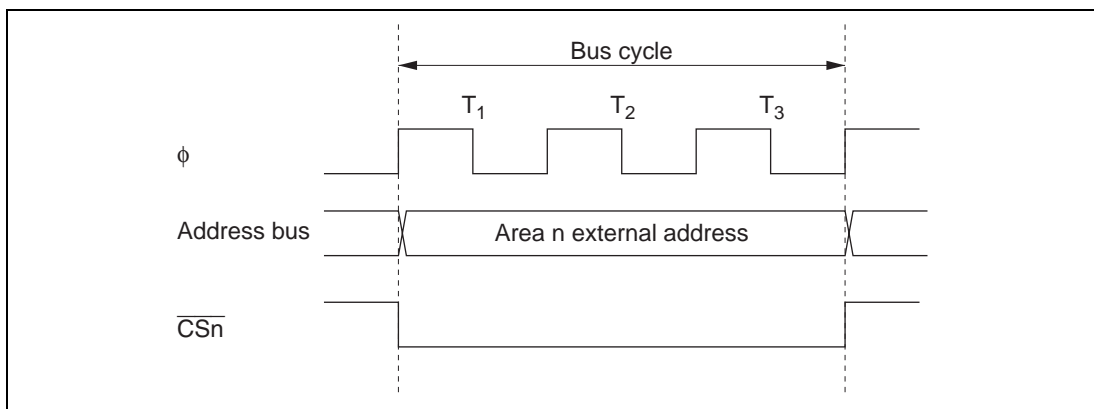 Bus cycle
T1 T2 T3
ϕ
Address bus Area n external address
CSn